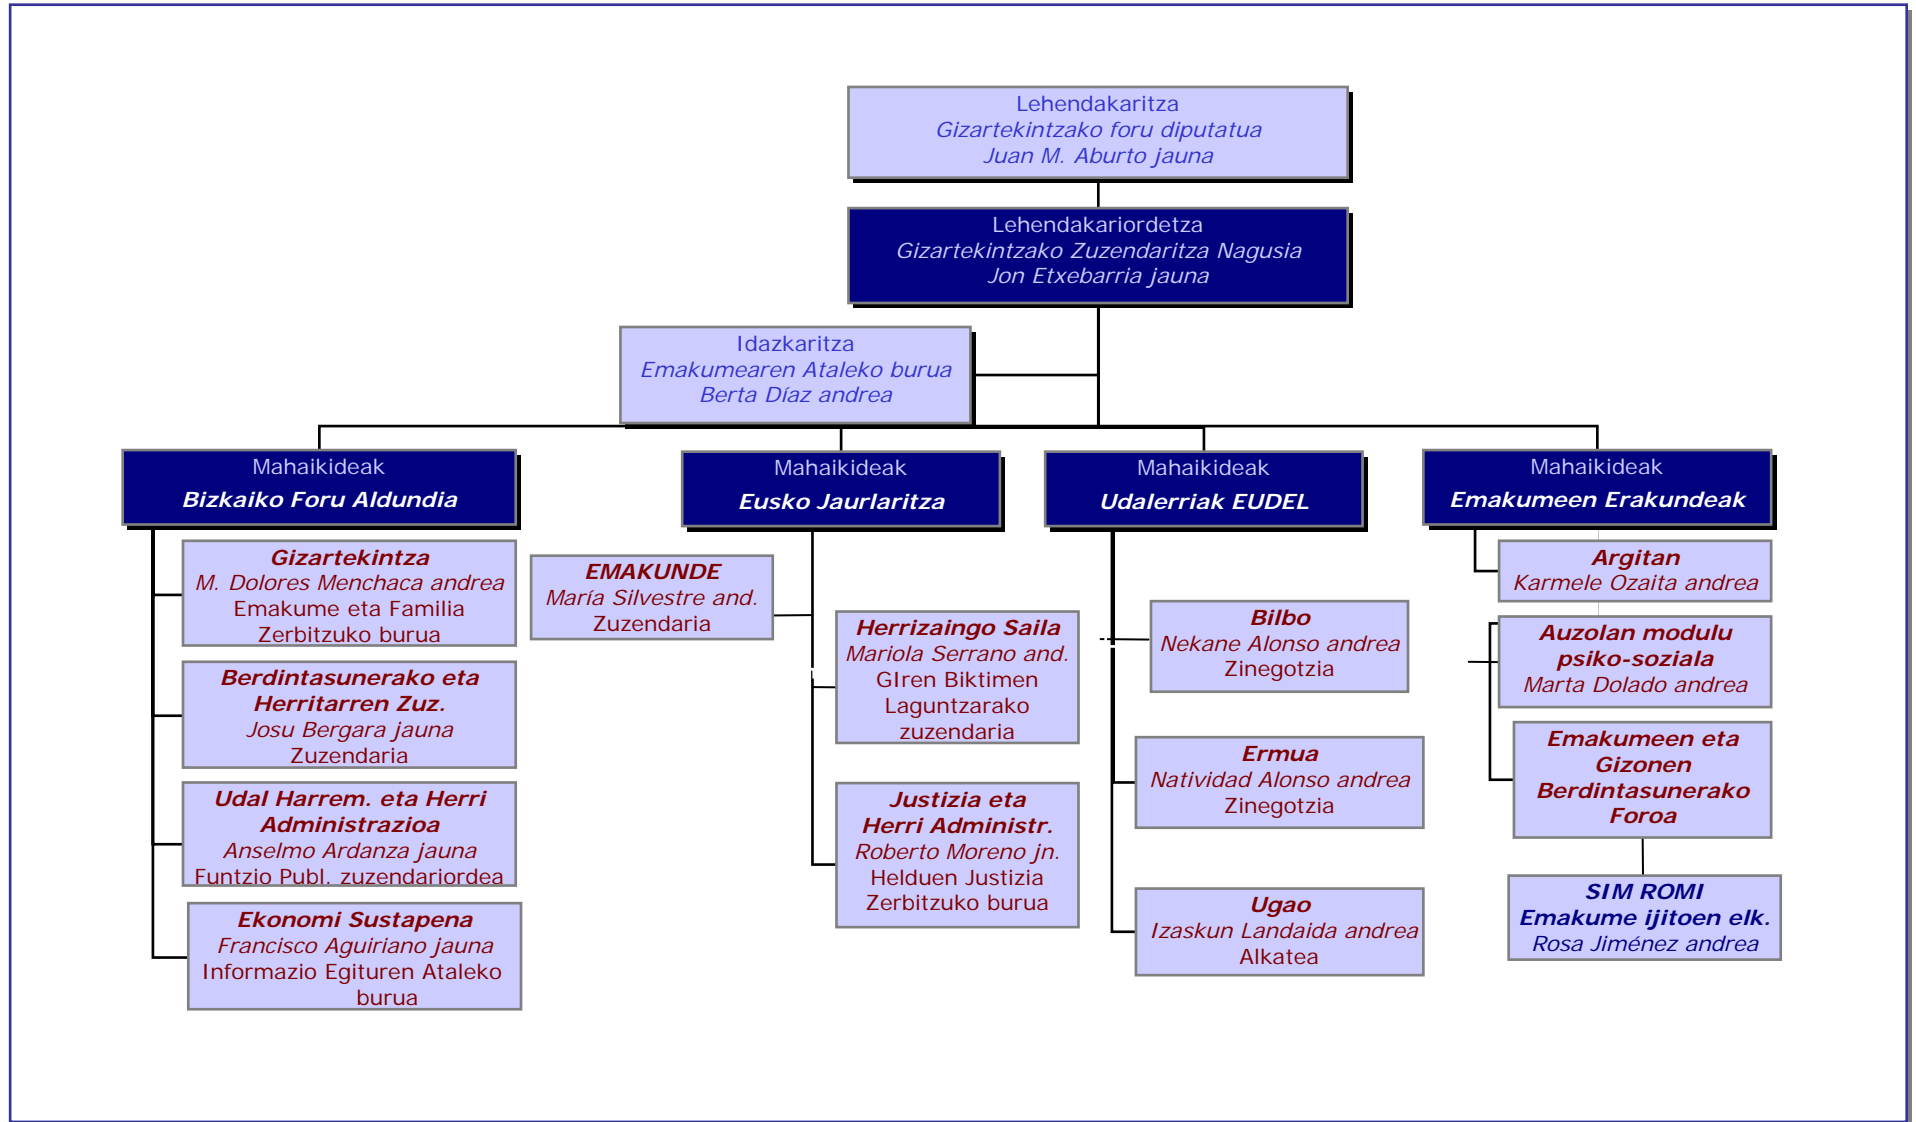 Lehendakaritza
Gizartekintzako foru diputatua
Juan M. Aburto jauna
Lehendakariordetza
Gizartekintzako Zuzendaritza Nagusia
Jon Etxebarria jauna
Idazkaritza
Emakumearen Ataleko burua
Berta Díaz andrea
Mahaikideak
Bizkaiko Foru Aldundia
Gizartekintza
M. Dolores Menchaca andrea
Emakume eta Familia
Zerbitzuko burua
Berdintasunerako eta
Herritarren Zuz.
Josu Bergara jauna
Zuzendaria
Udal Harrem. eta Herri
Administrazioa
Anselmo Ardanza jauna
Funtzio Publ. zuzendariordea
Ekonomi Sustapena
Francisco Aguiriano jauna
Informazio Egituren Ataleko
burua
Mahaikideak
Eusko Jaurlaritza
EMAKUNDE
María Silvestre and.
Zuzendaria
Herrizaingo Saila
Mariola Serrano and.
GIren Biktimen
Laguntzarako
zuzendaria
Justizia eta
Herri Administr.
Roberto Moreno jn.
Helduen Justizia
Zerbitzuko burua
Mahaikideak
Udalerriak EUDEL
Bilbo
Nekane Alonso andrea
Zinegotzia
Ermua
Natividad Alonso andrea
Zinegotzia
Ugao
Izaskun Landaida andrea
Alkatea
Mahaikideak
Emakumeen Erakundeak
Argitan
Karmele Ozaita andrea
Auzolan modulu
psiko-soziala
Marta Dolado andrea
Emakumeen eta
Gizonen
Berdintasunerako
Foroa
SIM ROMI
Emakume ijitoen elk.
Rosa Jiménez andrea